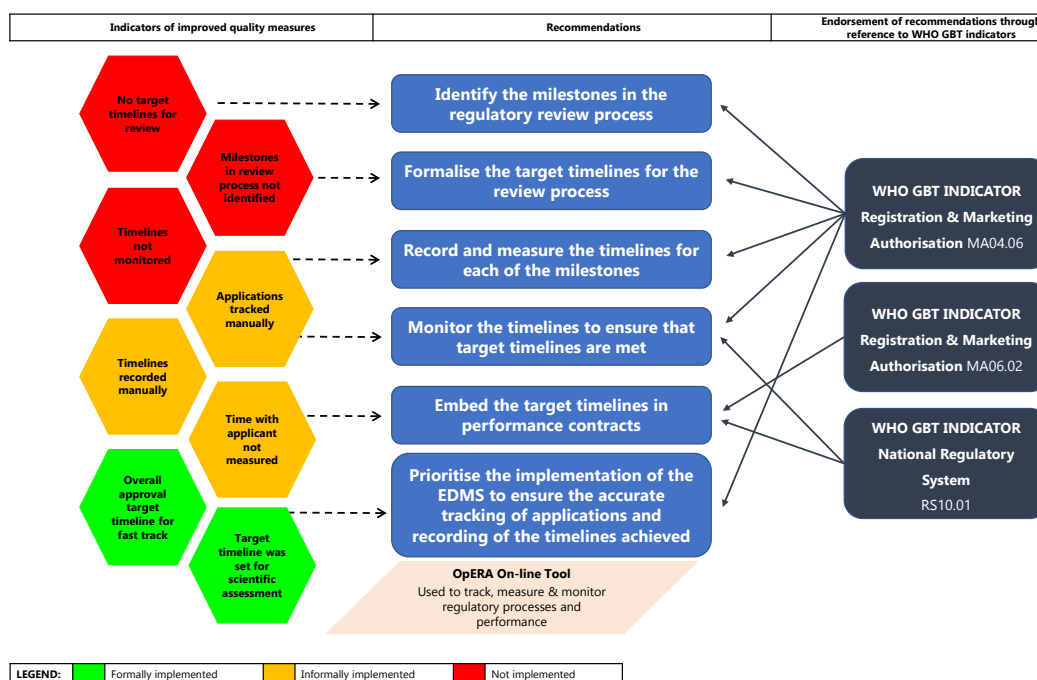 Indicators of improved quality measures
Recommendations
Endorsement of recommendations through
reference to WHO GBT indicators
No target
timelines for
review
Milestones
in review
process not
identified
Timelines
not
monitored
Applications
tracked
manually
Timelines
recorded
manually
Time with
applicant
not
measured
Overall
approval
target
timeline for
fast track
Target
timeline was
set for
scientific
assessment
Identify the milestones in the
regulatory review process
Formalise the target timelines for the
review process
Record and measure the timelines for
each of the milestones
Monitor the timelines to ensure that
target timelines are met
Embed the target timelines in
performance contracts
Prioritise the implementation of the
EDMS to ensure the accurate
tracking of applications and
recording of the timelines achieved
OpERA On-line Tool
Used to track, measure & monitor
regulatory processes and
performance
WHO GBT INDICATOR
Registration & Marketing
Authorisation MA04.06
WHO GBT INDICATOR
Registration & Marketing
Authorisation MA06.02
WHO GBT INDICATOR
National Regulatory
System
RS10.01
LEGEND:
Formally implemented
Informally implemented
Not implemented